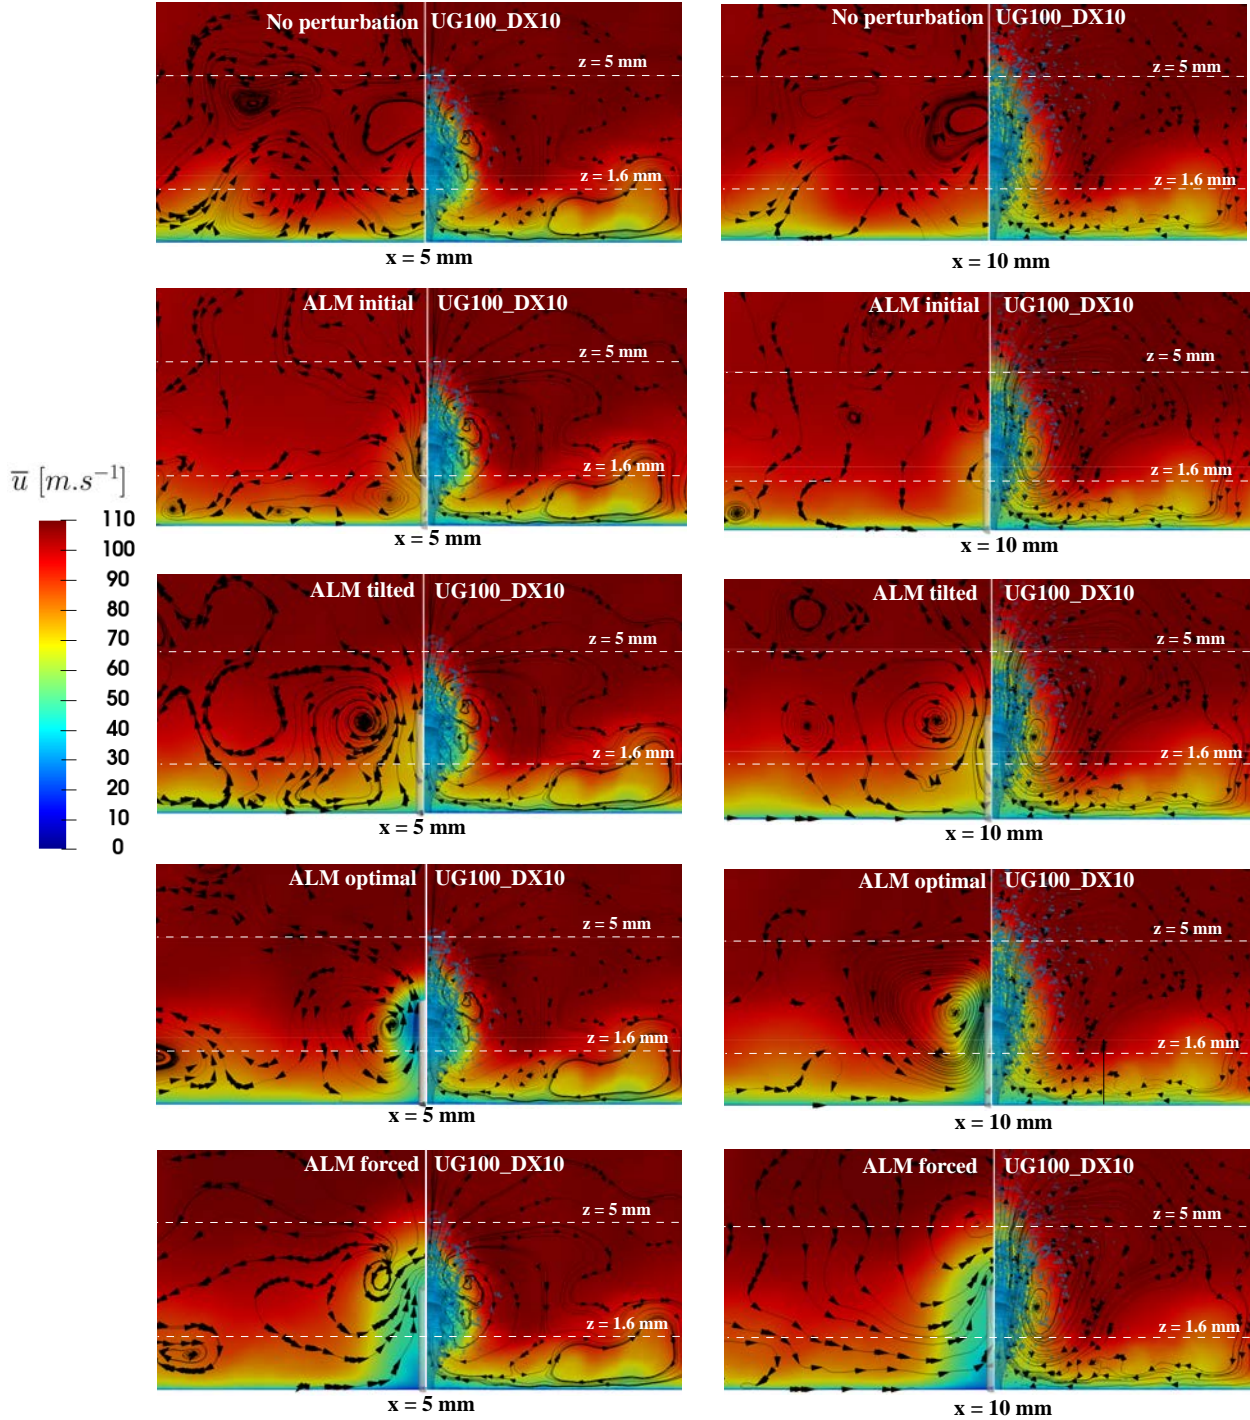 No perturbation UG100_DX10
z = 5 mm
z = 1.6 mm
x = 5 mm
No perturbation UG100_DX10
z = 5 mm
z = 1.6 mm
x = 10 mm
ALM initial UG100_DX10
z = 5 mm
z = 1.6 mm
x = 5 mm
ALM initial UG100_DX10
z = 5 mm
z = 1.6 mm
x = 10 mm
u̅ [m.s⁻¹]
110
100
90
80
70
60
50
40
30
20
10
0
ALM tilted UG100_DX10
z = 5 mm
z = 1.6 mm
x = 5 mm
ALM tilted UG100_DX10
z = 5 mm
z = 1.6 mm
x = 10 mm
ALM optimal UG100_DX10
z = 5 mm
z = 1.6 mm
x = 5 mm
ALM optimal UG100_DX10
z = 5 mm
z = 1.6 mm
x = 10 mm
ALM forced UG100_DX10
z = 5 mm
z = 1.6 mm
x = 5 mm
ALM forced UG100_DX10
z = 5 mm
z = 1.6 mm
x = 10 mm